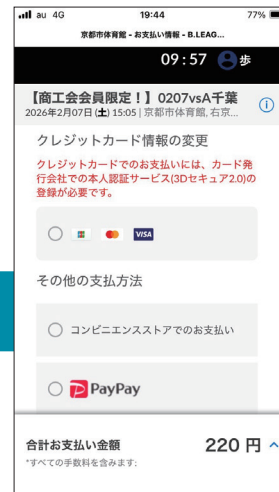 au 4G 19:44 77%
京都市体育館 - お支払い情報 - B.LEAG...
09:57 歩
【商工会会員限定！】0207vsA千葉
2026年2月07日 (土) 15:05 | 京都市体育館, 右京...
クレジットカード情報の変更
クレジットカードでのお支払いには、カード発
行会社での本人認証サービス(3Dセキュア2.0)の
登録が必要です。
VISA
その他の支払方法
コンビニエンスストアでのお支払い
PayPay
合計お支払い金額 220 円
*すべての手数料を含みます: